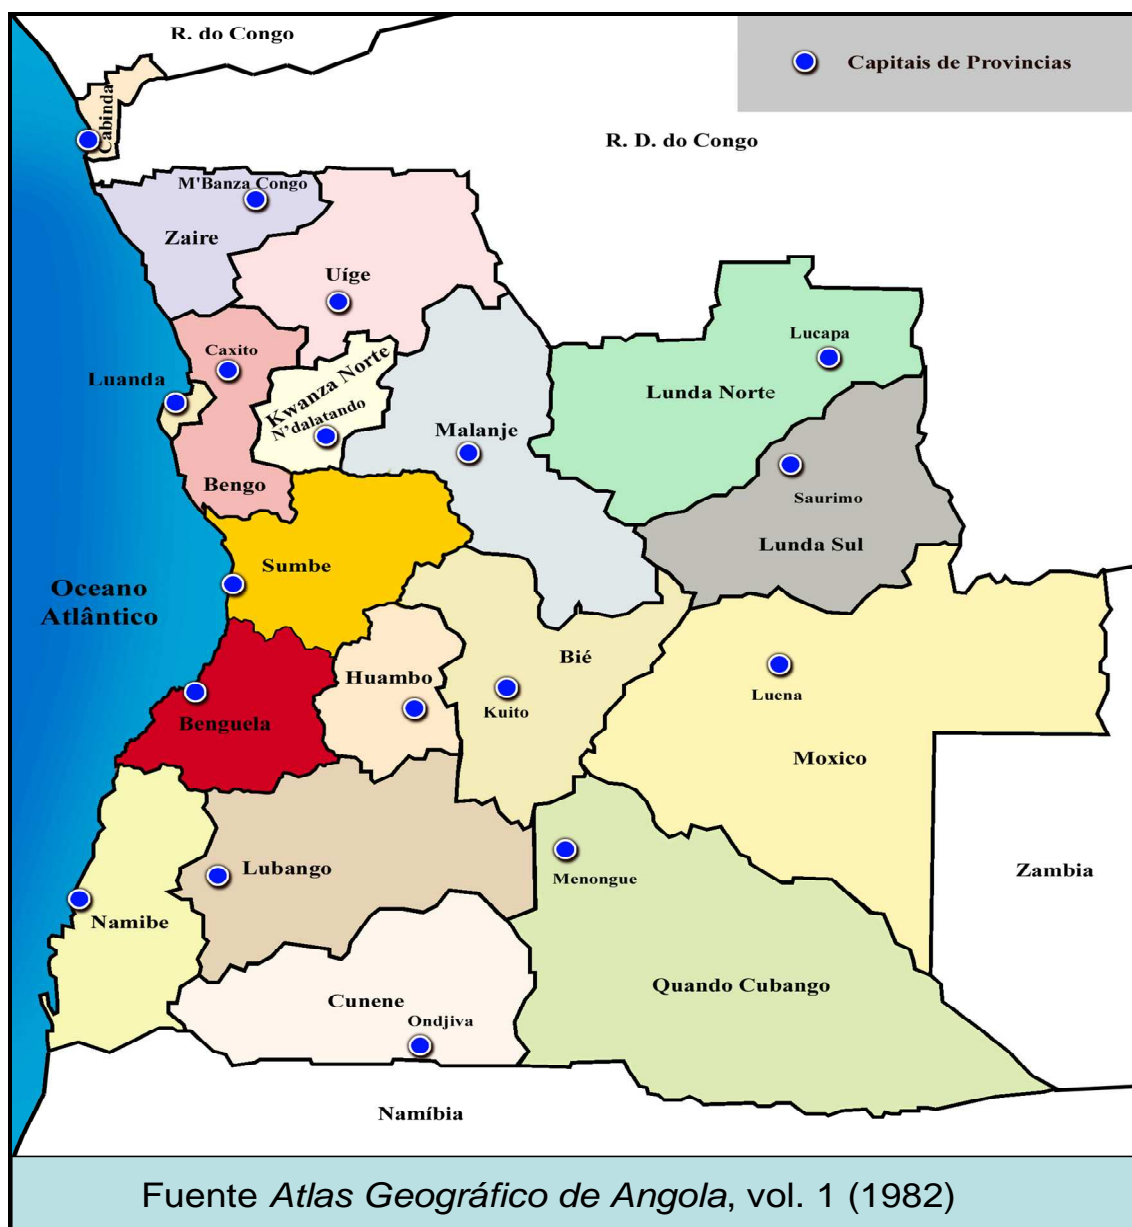 R. do Congo
Capitais de Provincias
Cabinda
R. D. do Congo
M'Banza Congo
Zaire
Uíge
Lucapa
Caxito
Luanda
Kwanza Norte
N'dalatando
Lunda Norte
Malanje
Bengo
Saurimo
Lunda Sul
Sumbe
Oceano
Atlântico
Bié
Huambo
Luena
Kuito
Benguela
Moxico
Lubango
Menongue
Zambia
Namibe
Quando Cubango
Cunene
Ondjiva
Namíbia
Fuente Atlas Geográfico de Angola, vol. 1 (1982)